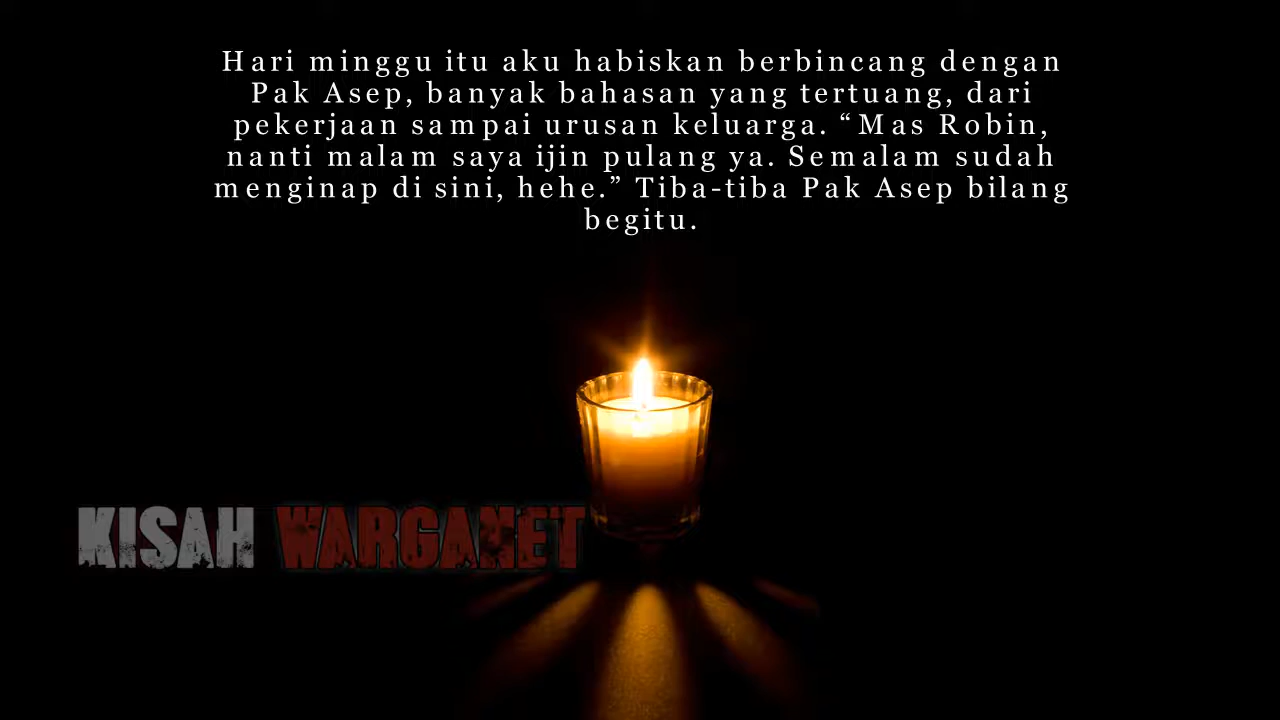 Hari minggu itu aku habiskan berbincang dengan
Pak Asep, banyak bahasan yang tertuang, dari
pekerjaan sampai urusan keluarga. “Mas Robin,
nanti malam saya ijin pulang ya. Semalam sudah
menginap di sini, hehe.” Tiba-tiba Pak Asep bilang
begitu.
KISAH WARGANET